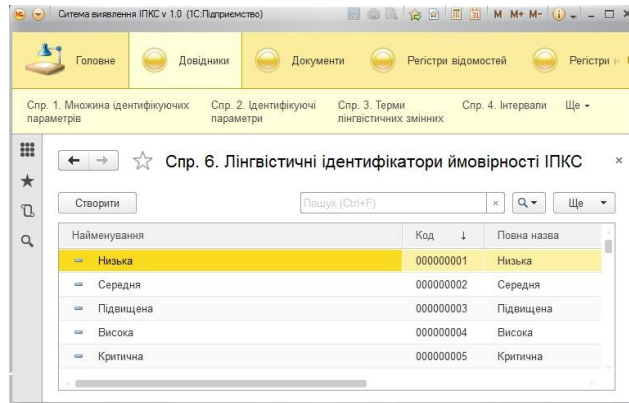 Ситема виявлення ІПКС v 1.0 (1С:Підприємство)
M M+ M-
Головне
Довідники
Документи
Регістри відомостей
Регістри н
Спр. 1. Множина ідентифікуючих параметрів
Спр. 2. Ідентифікуючі параметри
Спр. 3. Терми лінгвістичних змінних
Спр. 4. Інтервали
Ще
Спр. 6. Лінгвістичні ідентифікатори ймовірності ІПКС
Створити
Пошук (Ctrl+F)
Ще
Найменування Код ↓ Повна назва
Низька 000000001 Низька
Середня 000000002 Середня
Підвищена 000000003 Підвищена
Висока 000000004 Висока
Критична 000000005 Критична